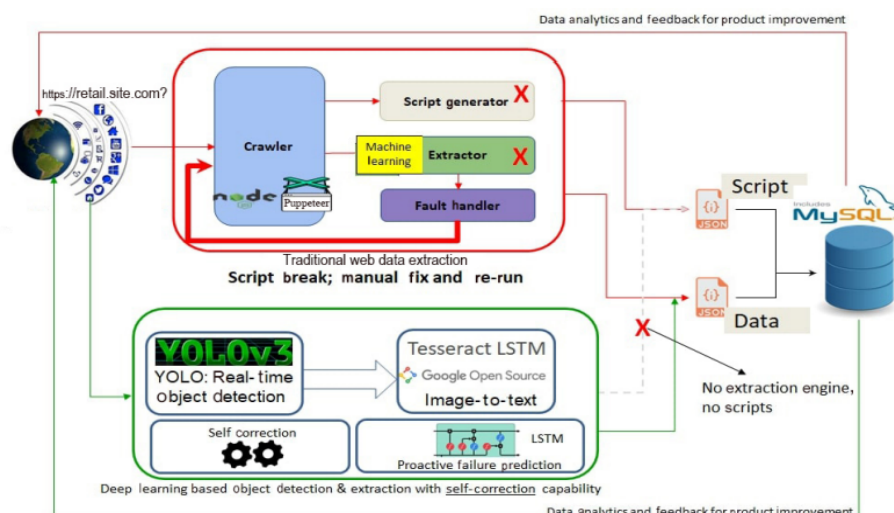 Data analytics and feedback for product improvement
https://retail.site.com?
Crawler
node
Puppeteer
Script generator
X
Machine
learning
Extractor
X
Fault handler
Traditional web data extraction
Script break; manual fix and re-run
Script
{i}
JSON
Includes
MySQL
{i}
JSON
Data
X
No extraction engine,
no scripts
YOLOv3
YOLO: Real-time
object detection
Tesseract LSTM
Google Open Source
Image-to-text
Self correction
LSTM
Proactive failure prediction
Deep learning based object detection & extraction with self-correction capability
Data analytics and feedback for product improvement